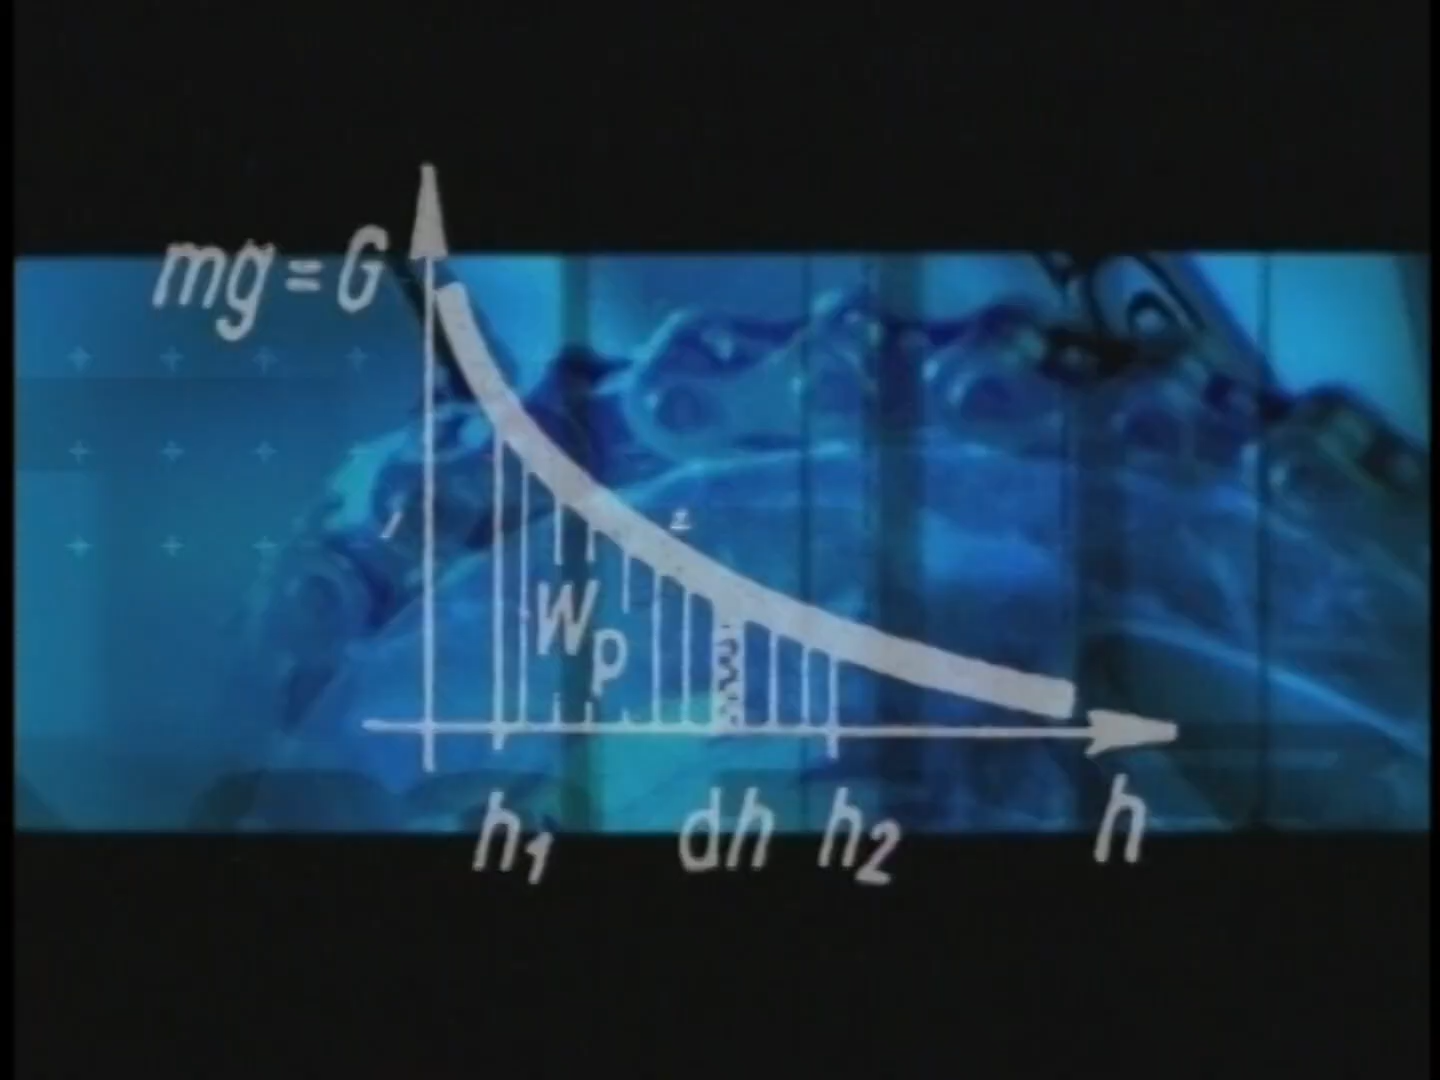 mg = G
W_p
h_1
dh
h_2
h